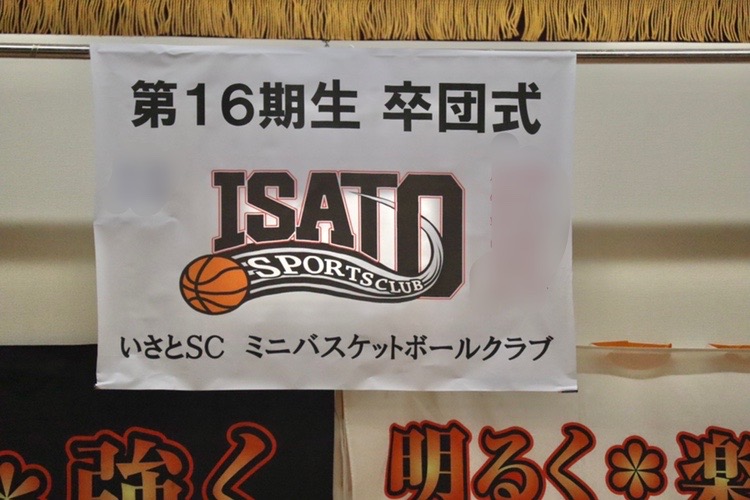 第16期生 卒団式
ISATO
SPORTS CLUB
いさとSC ミニバスケットボールクラブ
*強く
明るく*楽